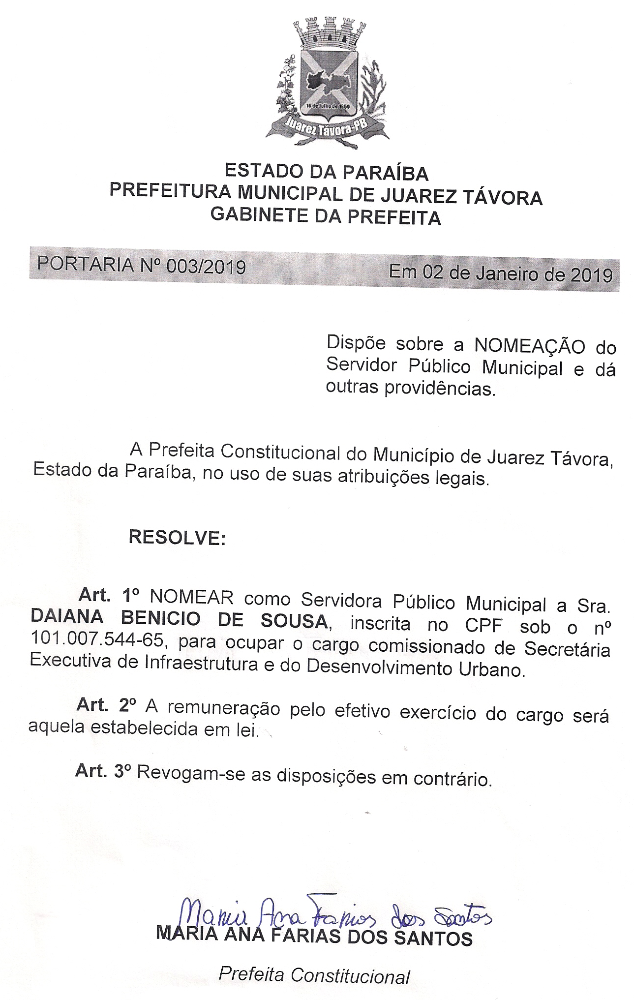 16 de Julho de 1959
Juarez Távora-PB
ESTADO DA PARAÍBA
PREFEITURA MUNICIPAL DE JUAREZ TÁVORA
GABINETE DA PREFEITA
PORTARIA Nº 003/2019 Em 02 de Janeiro de 2019
Dispõe sobre a NOMEAÇÃO do
Servidor Público Municipal e dá
outras providências.
A Prefeita Constitucional do Município de Juarez Távora,
Estado da Paraíba, no uso de suas atribuições legais.
RESOLVE:
Art. 1º NOMEAR como Servidora Público Municipal a Sra.
DAIANA BENICIO DE SOUSA, inscrita no CPF sob o nº
101.007.544-65, para ocupar o cargo comissionado de Secretária
Executiva de Infraestrutura e do Desenvolvimento Urbano.
Art. 2º A remuneração pelo efetivo exercício do cargo será
aquela estabelecida em lei.
Art. 3º Revogam-se as disposições em contrário.
Maria Ana Farias dos Santos
MARIA ANA FARIAS DOS SANTOS
Prefeita Constitucional